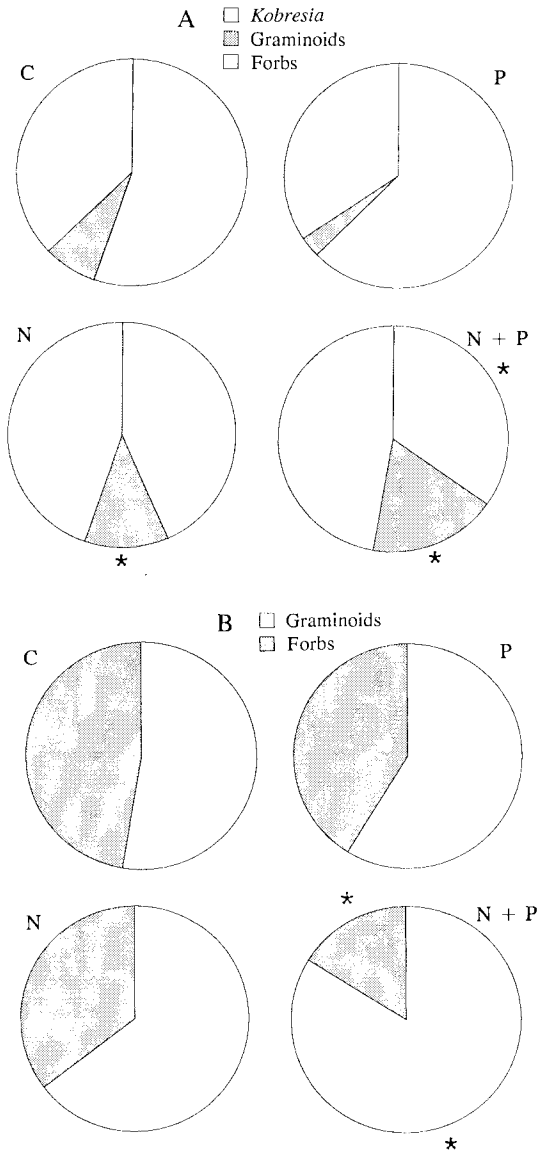 A
Kobresia
Graminoids
Forbs
C
P
N
N + P
*
*
*
B
Graminoids
Forbs
C
P
N
N + P
*
*